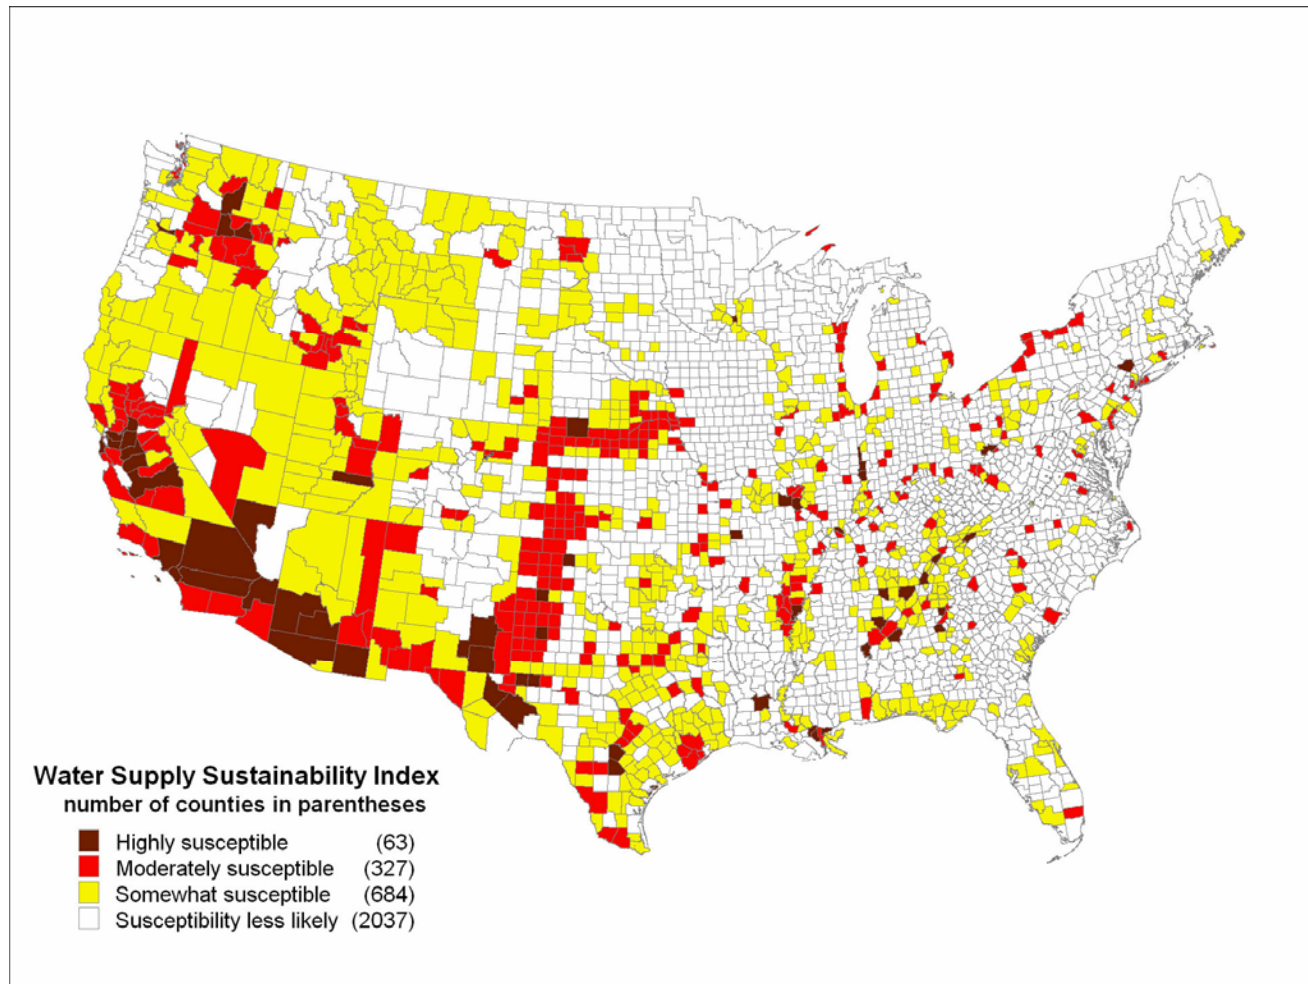 Water Supply Sustainability Index
number of counties in parentheses
Highly susceptible (63)
Moderately susceptible (327)
Somewhat susceptible (684)
Susceptibility less likely (2037)